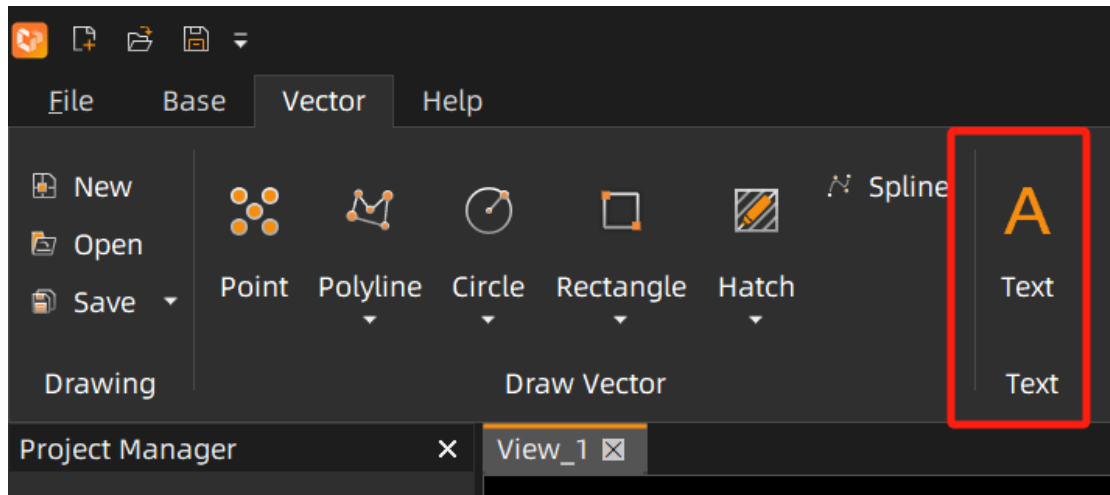 File Base Vector Help
New
Open
Save
Drawing
Point Polyline Circle Rectangle Hatch
Spline
Draw Vector
A
Text
Text
Project Manager
View_1